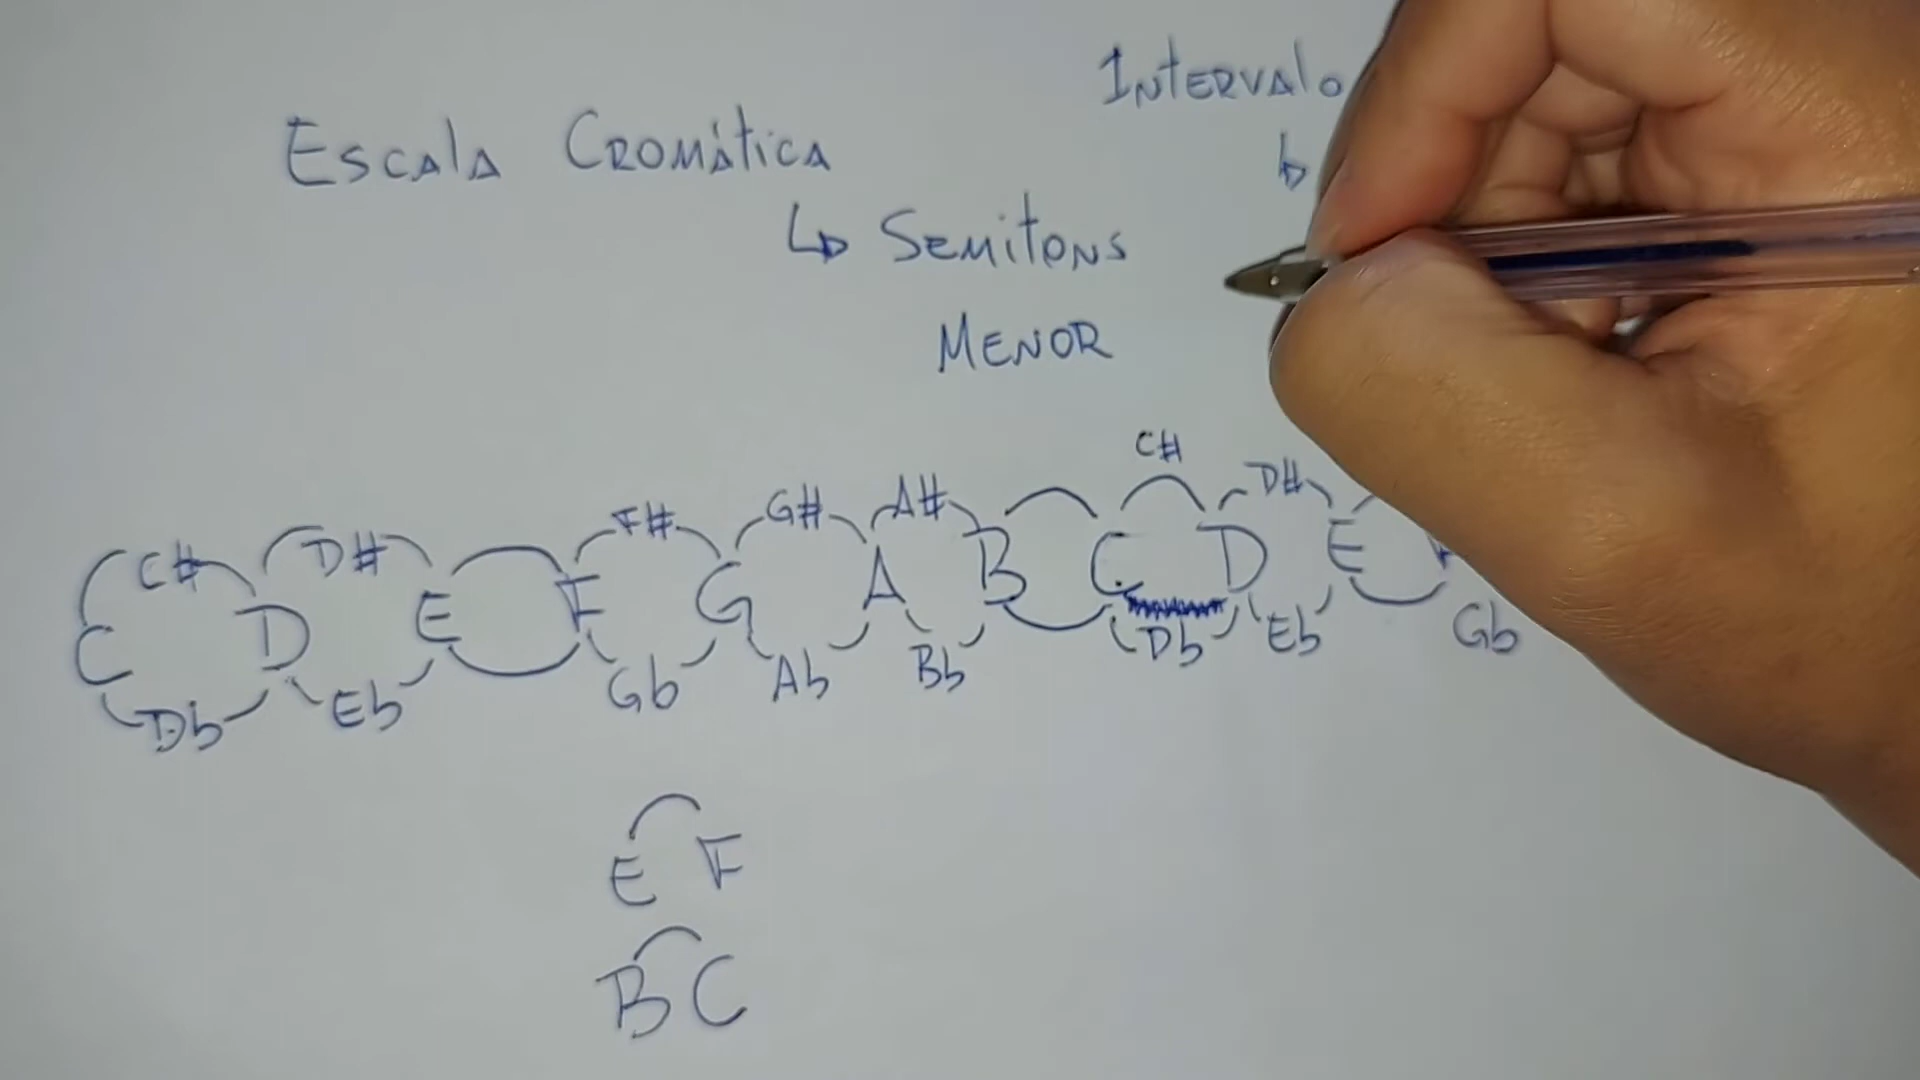 Intervalo
Escala Cromática
Semitons
Menor
C#
C# D# F# G# A# D#
C D E F G A B C D E
Db Eb Gb Ab Bb Db Eb Gb
E F
B C